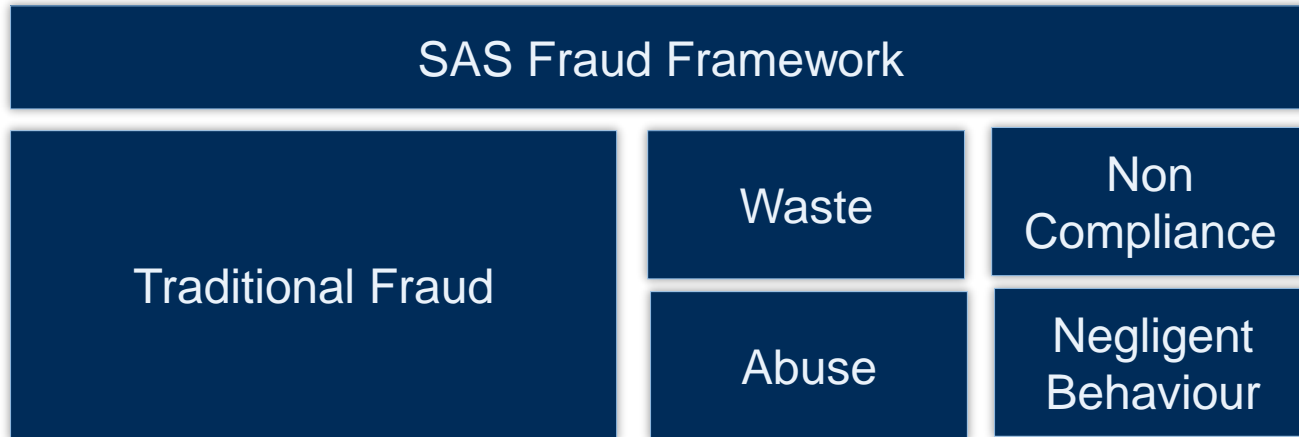 SAS Fraud Framework
Traditional Fraud
Waste
Non
Compliance
Abuse
Negligent
Behaviour